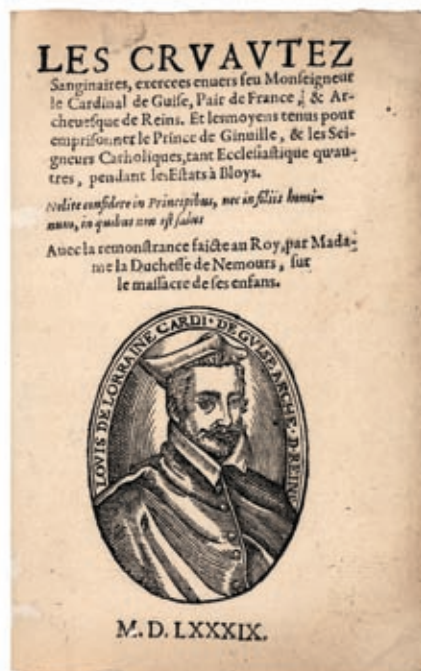 LES CRVAVTEZ
Sanginaires, exercees enuers feu Monseigneur
le Cardinal de Guise, Pair de France, & Ar-
cheuesque de Reins. Et les moyens tenus pour
emprisonner le Prince de Ginuille, & les Sei-
gneurs Catholiques, tant Ecclesiastique qu'au-
tres, pendant les Estats à Bloys.
Nolite confidere in Principibus, nec in filiis homi-
num, in quibus non est salus
Auec la remonstrance faicte au Roy, par Mada-
me la Duchesse de Nemours, sur
le massacre de ses enfans.
LOVIS DE LORRAINE CARDI · DE GVISE ARCHE · D REINS
M. D. LXXXIX.